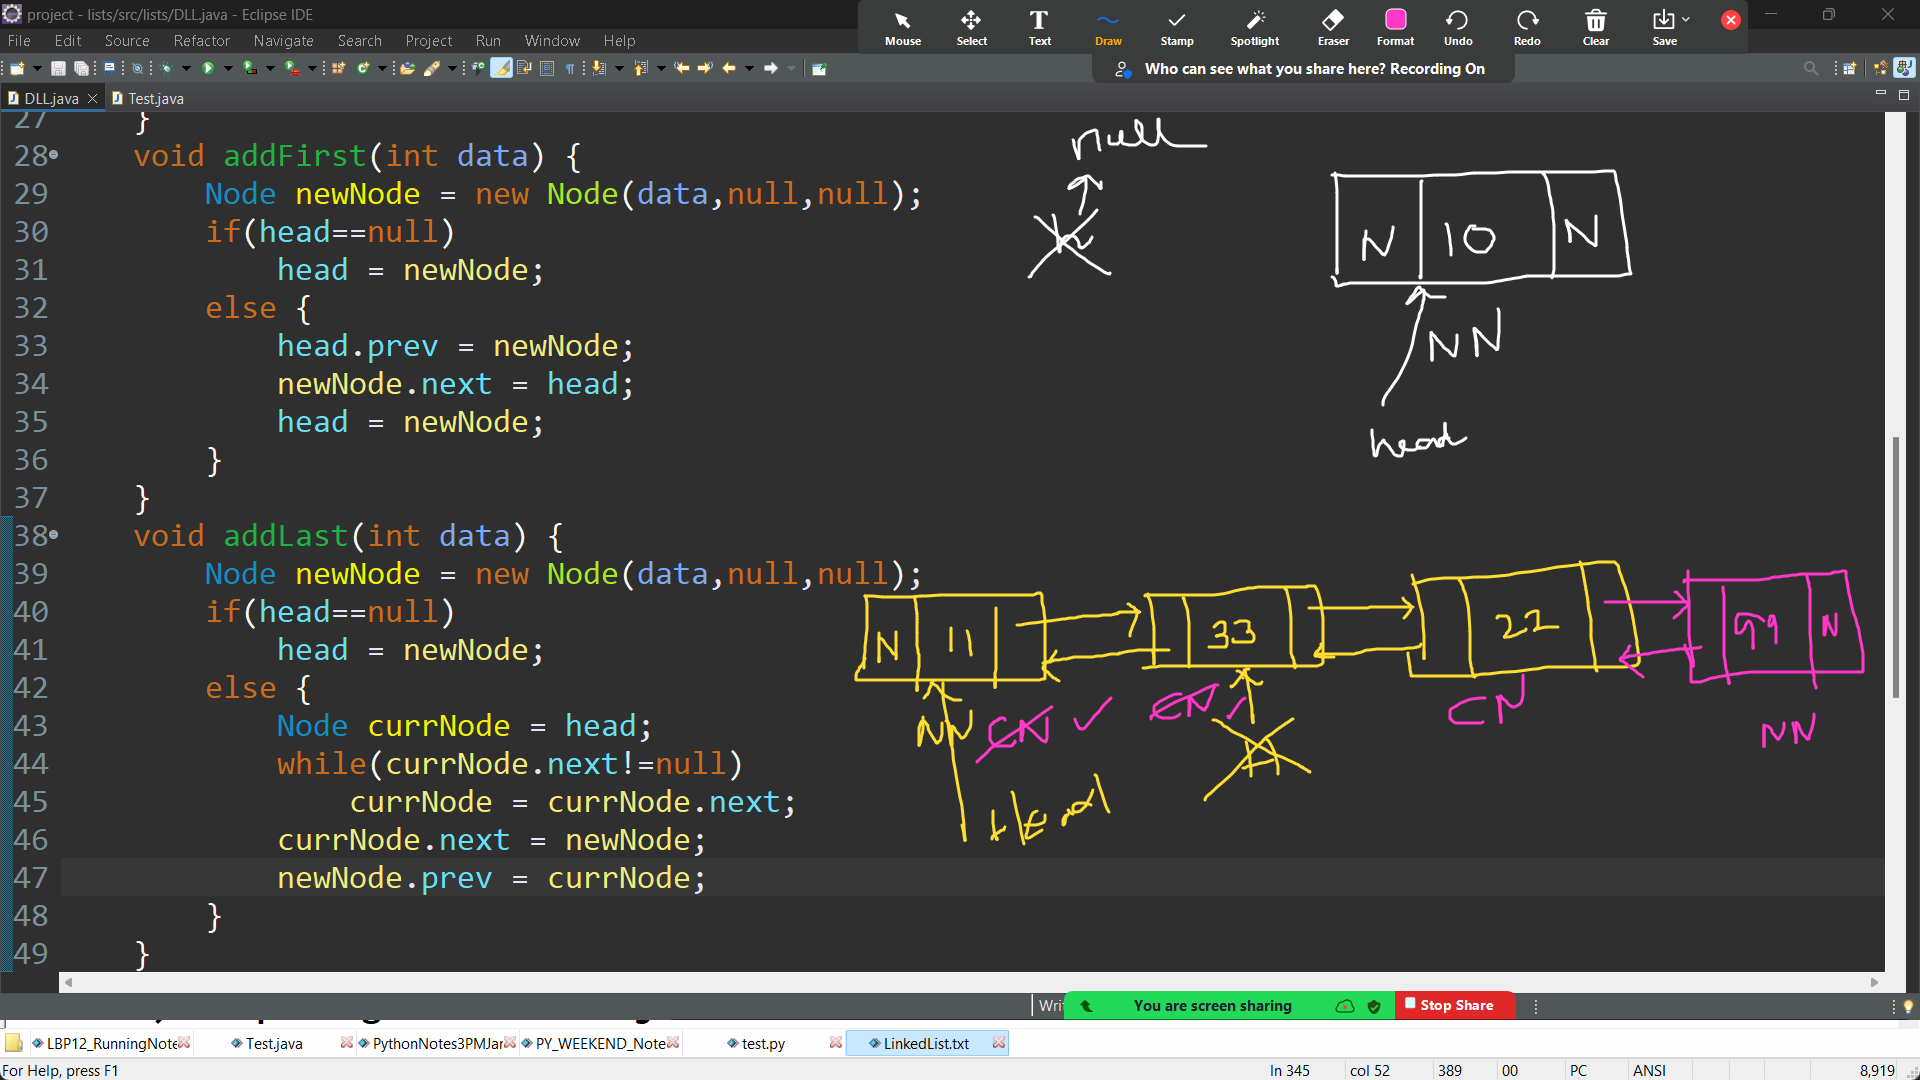 project - lists/src/lists/DLL.java - Eclipse IDE
File Edit Source Refactor Navigate Search Project Run Window Help
Mouse Select Text Draw Stamp Spotlight Eraser Format Undo Redo Clear Save
Who can see what you share here? Recording On
DLL.java Test.java
27 }
28 void addFirst(int data) {
29 Node newNode = new Node(data,null,null);
30 if(head==null)
31 head = newNode;
32 else {
33 head.prev = newNode;
34 newNode.next = head;
35 head = newNode;
36 }
37 }
38 void addLast(int data) {
39 Node newNode = new Node(data,null,null);
40 if(head==null)
41 head = newNode;
42 else {
43 Node currNode = head;
44 while(currNode.next!=null)
45 currNode = currNode.next;
46 currNode.next = newNode;
47 newNode.prev = currNode;
48 }
49 }
null
h
N 10 N
NN
head
N 11 33 22 99 N
NN CN CN CN NN
H
Head
Wri
You are screen sharing Stop Share
LBP12_RunningNote Test.java PythonNotes3PMJar PY_WEEKEND_Note test.py LinkedList.txt
For Help, press F1 ln 345 col 52 389 00 PC ANSI 8,919